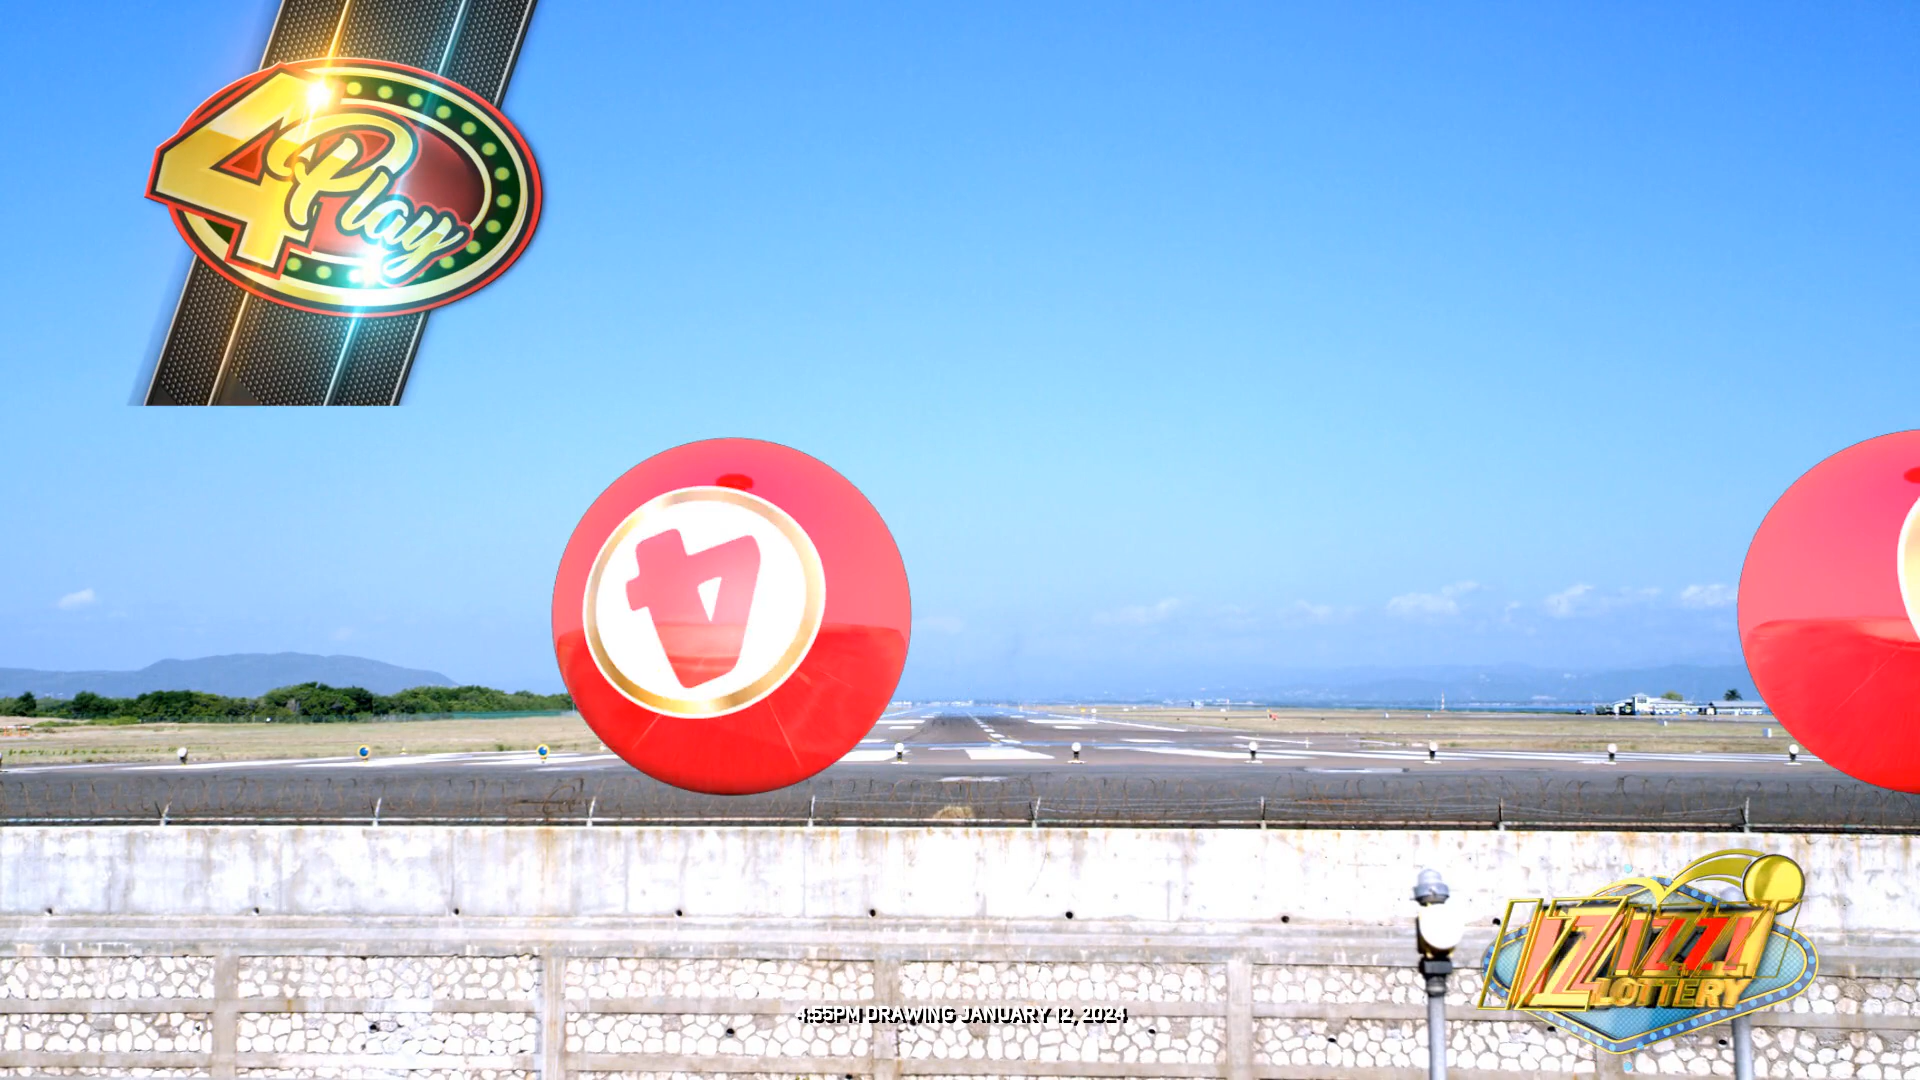 4Play
4
IZIZZI
LOTTERY
4:55PM DRAWING JANUARY 12, 2024